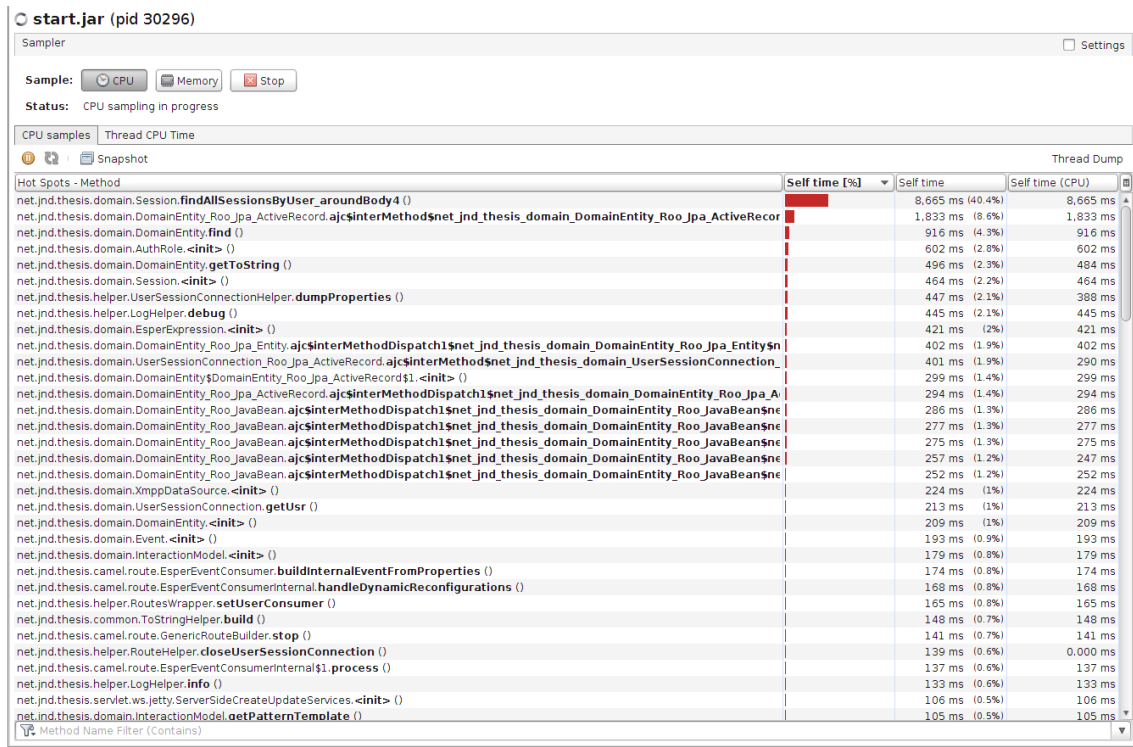 start.jar (pid 30296)
Sampler
Settings
Sample: CPU Memory Stop
Status: CPU sampling in progress
CPU samples Thread CPU Time
Snapshot Thread Dump
Hot Spots - Method Self time [%] Self time Self time (CPU)
net.jnd.thesis.domain.Session.findAllSessionsByUser_aroundBody4 () 8,665 ms (40.4%) 8,665 ms
net.jnd.thesis.domain.DomainEntity_Roo_Jpa_ActiveRecord.ajc$interMethod$net_jnd_thesis_domain_DomainEntity_Roo_Jpa_ActiveRecor 1,833 ms (8.6%) 1,833 ms
net.jnd.thesis.domain.DomainEntity.find () 916 ms (4.3%) 916 ms
net.jnd.thesis.domain.AuthRole.<init> () 602 ms (2.8%) 602 ms
net.jnd.thesis.domain.DomainEntity.getToString () 496 ms (2.3%) 484 ms
net.jnd.thesis.domain.Session.<init> () 464 ms (2.2%) 464 ms
net.jnd.thesis.helper.UserSessionConnectionHelper.dumpProperties () 447 ms (2.1%) 388 ms
net.jnd.thesis.helper.LogHelper.debug () 445 ms (2.1%) 445 ms
net.jnd.thesis.domain.EsperExpression.<init> () 421 ms (2%) 421 ms
net.jnd.thesis.domain.DomainEntity_Roo_Jpa_Entity.ajc$interMethodDispatch1$net_jnd_thesis_domain_DomainEntity_Roo_Jpa_Entity$n 402 ms (1.9%) 402 ms
net.jnd.thesis.domain.UserSessionConnection_Roo_Jpa_ActiveRecord.ajc$interMethod$net_jnd_thesis_domain_UserSessionConnection_ 401 ms (1.9%) 290 ms
net.jnd.thesis.domain.DomainEntity$DomainEntity_Roo_Jpa_ActiveRecord$1.<init> () 299 ms (1.4%) 299 ms
net.jnd.thesis.domain.DomainEntity_Roo_Jpa_ActiveRecord.ajc$interMethodDispatch1$net_jnd_thesis_domain_DomainEntity_Roo_Jpa_A 294 ms (1.4%) 294 ms
net.jnd.thesis.domain.DomainEntity_Roo_JavaBean.ajc$interMethodDispatch1$net_jnd_thesis_domain_DomainEntity_Roo_JavaBean$ne 286 ms (1.3%) 286 ms
net.jnd.thesis.domain.DomainEntity_Roo_JavaBean.ajc$interMethodDispatch1$net_jnd_thesis_domain_DomainEntity_Roo_JavaBean$ne 277 ms (1.3%) 277 ms
net.jnd.thesis.domain.DomainEntity_Roo_JavaBean.ajc$interMethodDispatch1$net_jnd_thesis_domain_DomainEntity_Roo_JavaBean$ne 275 ms (1.3%) 275 ms
net.jnd.thesis.domain.DomainEntity_Roo_JavaBean.ajc$interMethodDispatch1$net_jnd_thesis_domain_DomainEntity_Roo_JavaBean$ne 257 ms (1.2%) 247 ms
net.jnd.thesis.domain.DomainEntity_Roo_JavaBean.ajc$interMethodDispatch1$net_jnd_thesis_domain_DomainEntity_Roo_JavaBean$ne 252 ms (1.2%) 252 ms
net.jnd.thesis.domain.XmppDataSource.<init> () 224 ms (1%) 224 ms
net.jnd.thesis.domain.UserSessionConnection.getUsr () 213 ms (1%) 213 ms
net.jnd.thesis.domain.DomainEntity.<init> () 209 ms (1%) 209 ms
net.jnd.thesis.domain.Event.<init> () 193 ms (0.9%) 193 ms
net.jnd.thesis.domain.InteractionModel.<init> () 179 ms (0.8%) 179 ms
net.jnd.thesis.camel.route.EsperEventConsumer.buildInternalEventFromProperties () 174 ms (0.8%) 174 ms
net.jnd.thesis.camel.route.EsperEventConsumerInternal.handleDynamicReconfigurations () 168 ms (0.8%) 168 ms
net.jnd.thesis.helper.RoutesWrapper.setUserConsumer () 165 ms (0.8%) 165 ms
net.jnd.thesis.common.ToStringHelper.build () 148 ms (0.7%) 148 ms
net.jnd.thesis.camel.route.GenericRouteBuilder.stop () 141 ms (0.7%) 141 ms
net.jnd.thesis.helper.RouteHelper.closeUserSessionConnection () 139 ms (0.6%) 0.000 ms
net.jnd.thesis.camel.route.EsperEventConsumerInternal$1.process () 137 ms (0.6%) 137 ms
net.jnd.thesis.helper.LogHelper.info () 133 ms (0.6%) 133 ms
net.jnd.thesis.servlet.ws.jetty.ServerSideCreateUpdateServices.<init> () 106 ms (0.5%) 106 ms
net.jnd.thesis.domain.InteractionModel.getPatternTemplate () 105 ms (0.5%) 105 ms
Method Name Filter (Contains)